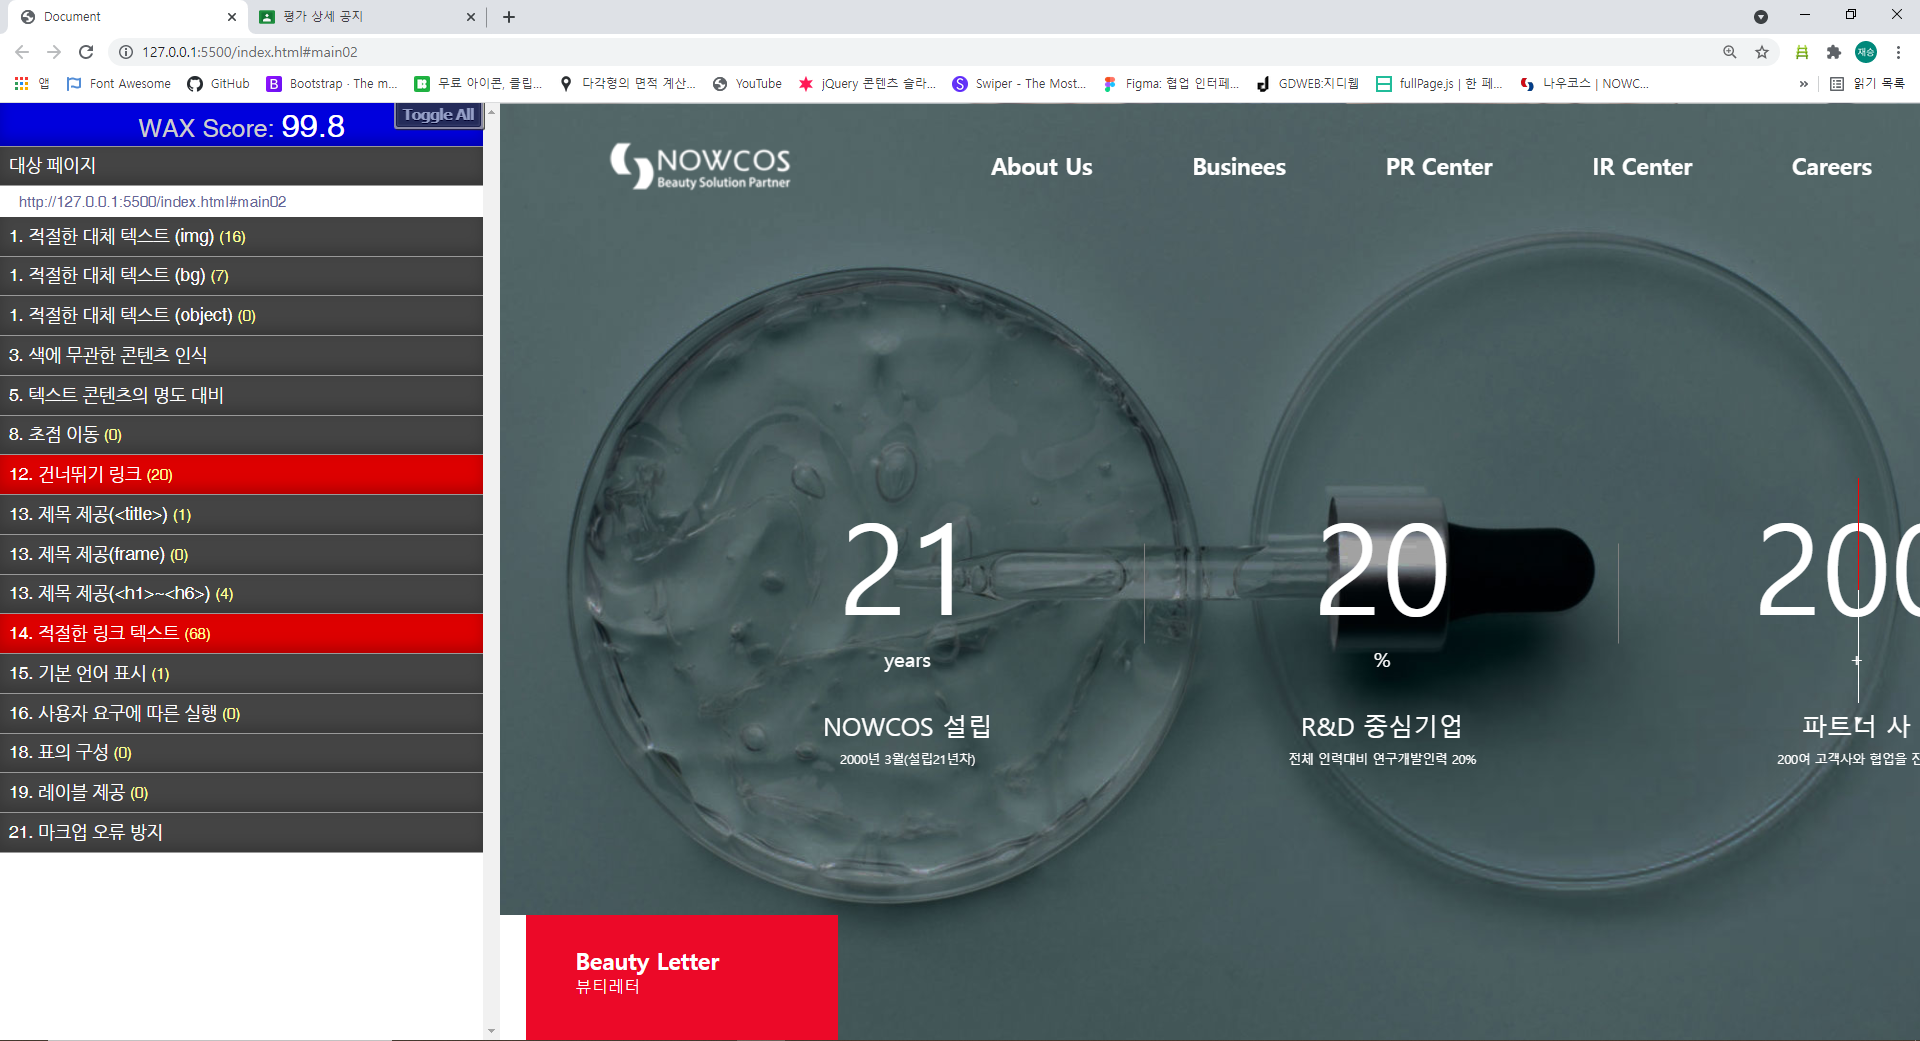 Document
평가 상세 공지
127.0.0.1:5500/index.html#main02
재승
앱
Font Awesome
GitHub
Bootstrap · The m...
무료 아이콘, 클립...
다각형의 면적 계산...
YouTube
jQuery 콘텐츠 슬라...
Swiper - The Most...
Figma: 협업 인터페...
GDWEB:지디웹
fullPage.js | 한 페...
나우코스 | NOWC...
»
읽기 목록
WAX Score: 99.8
Toggle All
대상 페이지
http://127.0.0.1:5500/index.html#main02
1. 적절한 대체 텍스트 (img) (16)
1. 적절한 대체 텍스트 (bg) (7)
1. 적절한 대체 텍스트 (object) (0)
3. 색에 무관한 콘텐츠 인식
5. 텍스트 콘텐츠의 명도 대비
8. 초점 이동 (0)
12. 건너뛰기 링크 (20)
13. 제목 제공(<title>) (1)
13. 제목 제공(frame) (0)
13. 제목 제공(<h1>~<h6>) (4)
14. 적절한 링크 텍스트 (68)
15. 기본 언어 표시 (1)
16. 사용자 요구에 따른 실행 (0)
18. 표의 구성 (0)
19. 레이블 제공 (0)
21. 마크업 오류 방지
NOWCOS
Beauty Solution Partner
About Us
Businees
PR Center
IR Center
Careers
21
years
NOWCOS 설립
2000년 3월(설립21년차)
20
%
R&D 중심기업
전체 인력대비 연구개발인력 20%
200
+
파트너 사
200여 고객사와 협업을 진
Beauty Letter
뷰티레터